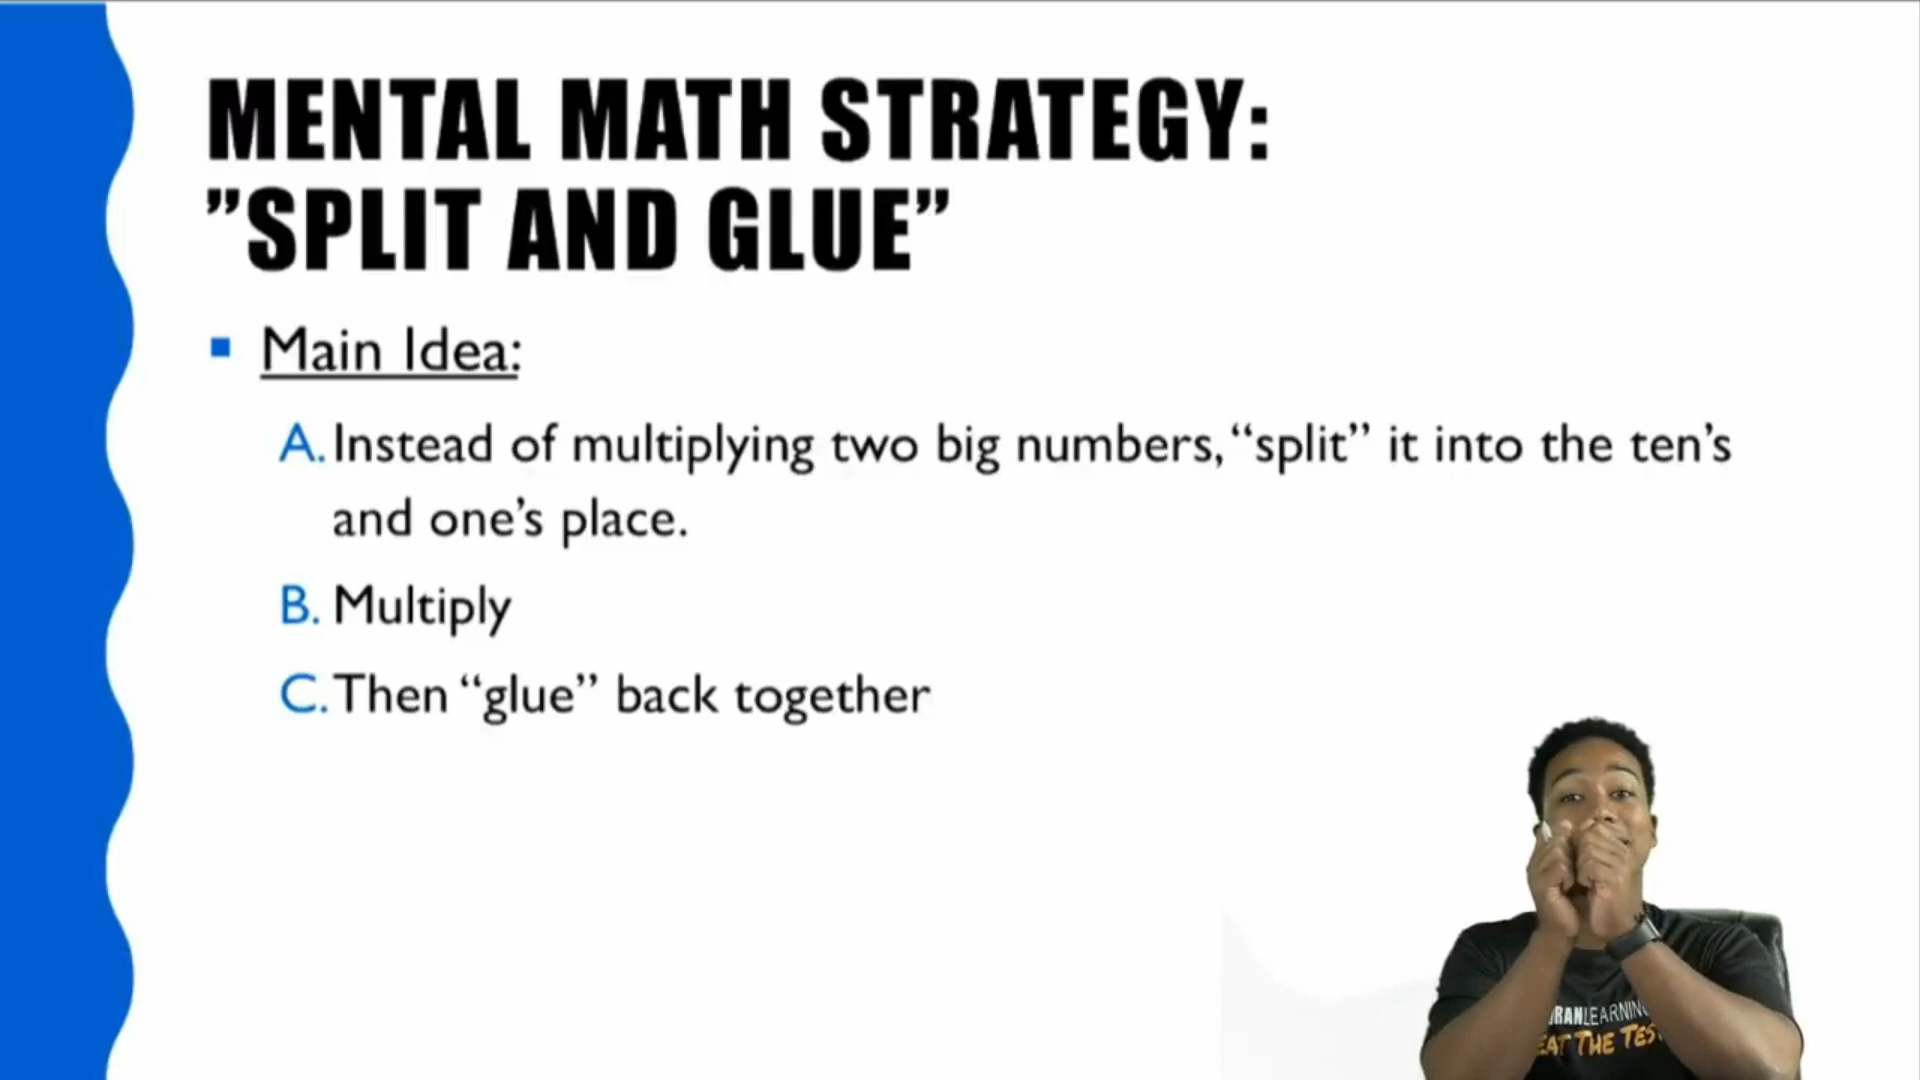 MENTAL MATH STRATEGY:
”SPLIT AND GLUE”
▪ Main Idea:
A. Instead of multiplying two big numbers, “split” it into the ten’s
and one’s place.
B. Multiply
C. Then “glue” back together
THE